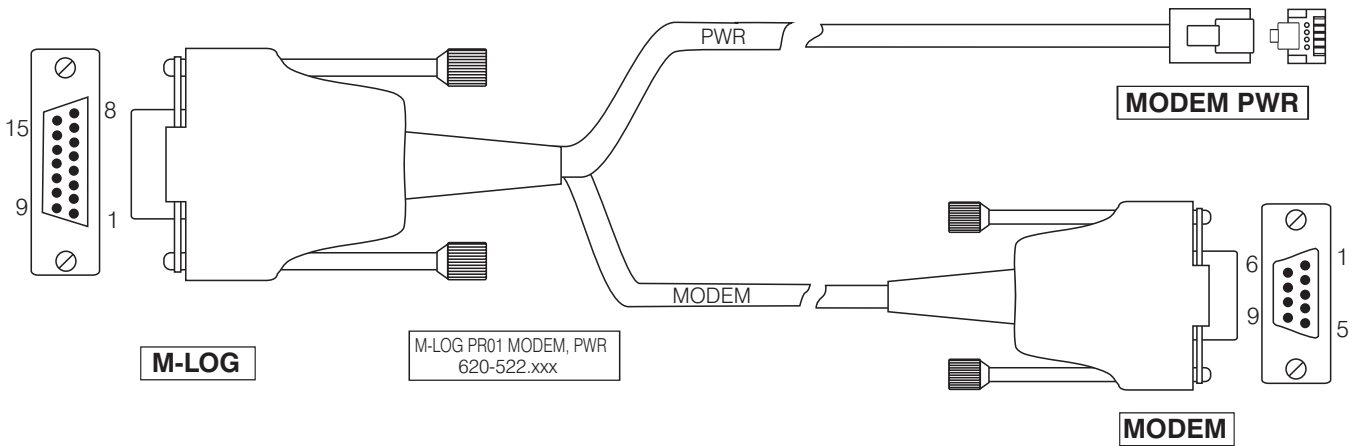 PWR
MODEM PWR
8
15
9
1
6
1
9
5
MODEM
M-LOG
M-LOG PR01 MODEM, PWR
620-522.xxx
MODEM